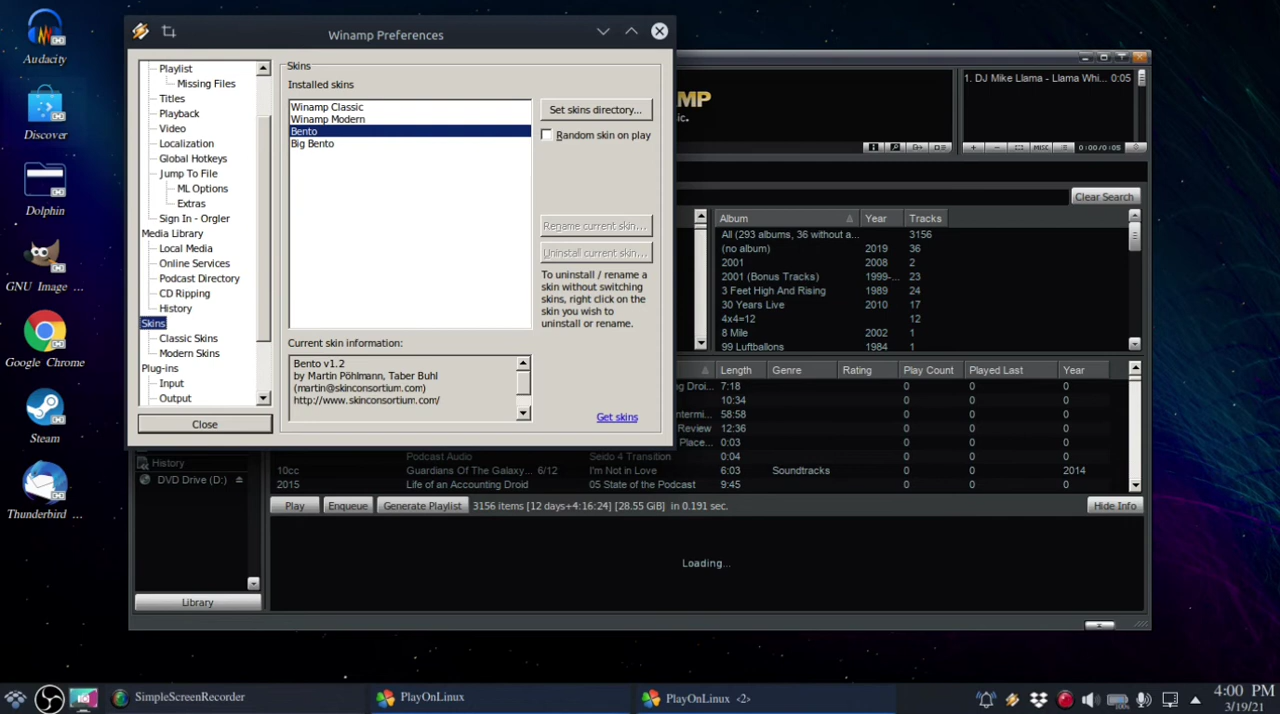 Audacity
Discover
Dolphin
GNU Image ...
Google Chrome
Steam
Thunderbird ...
Winamp Preferences
Playlist
Missing Files
Titles
Playback
Video
Localization
Global Hotkeys
Jump To File
ML Options
Extras
Sign In - Orgler
Media Library
Local Media
Online Services
Podcast Directory
CD Ripping
History
Skins
Classic Skins
Modern Skins
Plug-ins
Input
Output
Close
Skins
Installed skins
Winamp Classic
Winamp Modern
Bento
Big Bento
Set skins directory...
Random skin on play
Rename current skin...
Uninstall current skin...
To uninstall / rename a
skin without switching
skins, right click on the
skin you wish to
uninstall or rename.
Current skin information:
Bento v1.2
by Martin Pöhlmann, Taber Buhl
(martin@skinconsortium.com)
http://www.skinconsortium.com/
Get skins
MP
c.
1. DJ Mike Llama - Llama Whi... 0:05
MISC
0:00/0:05
Clear Search
Album Year Tracks
All (293 albums, 36 without a... 3156
(no album) 2019 36
2001 2008 2
2001 (Bonus Tracks) 1999-... 23
3 Feet High And Rising 1989 24
30 Years Live 2010 17
4x4=12 12
8 Mile 2002 1
99 Luftballons 1984 1
Length Genre Rating Play Count Played Last Year
ng Droi... 7:18 0 0
10:34 0 0
ntermi... 58:58 0 0
Review 12:36 0 0
Place... 0:03 0 0
Podcast Audio Seido 4 Transition 0:04 0 0
10cc Guardians Of The Galaxy... 6/12 I'm Not in Love 6:03 Soundtracks 0 0 2014
2015 Life of an Accounting Droid 05 State of the Podcast 9:45 0 0
History
DVD Drive (D:)
Play Enqueue Generate Playlist 3156 items [12 days+4:16:24] [28.55 GiB] in 0.191 sec. Hide Info
Loading...
Library
SimpleScreenRecorder
PlayOnLinux
PlayOnLinux <2>
4:00 PM
3/19/21